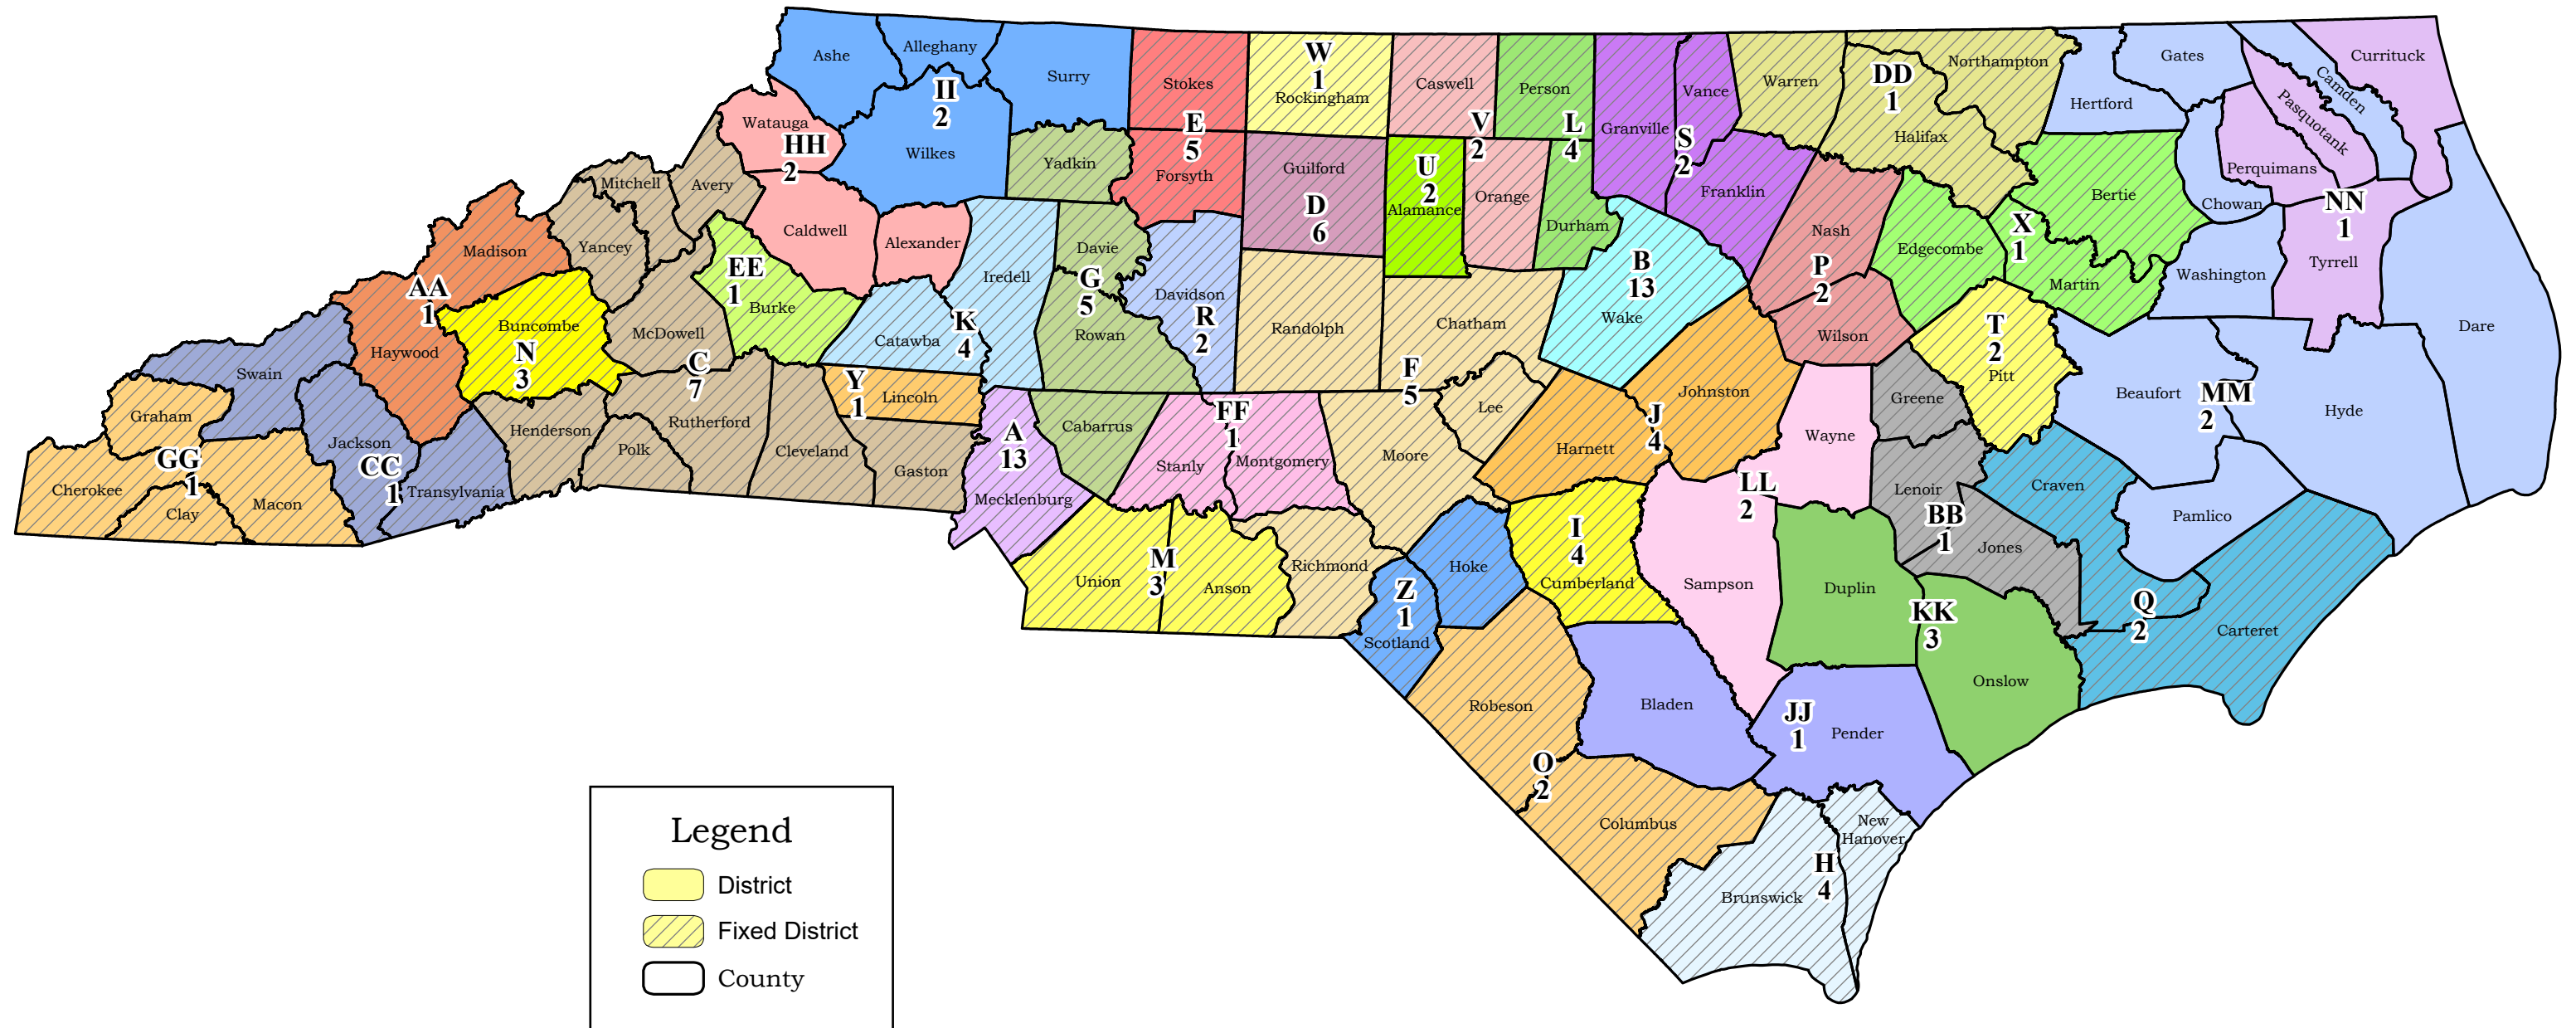 Ashe
Alleghany
Surry
Stokes
W
1
Rockingham
Caswell
Person
Granville
Vance
Warren
DD
1
Northampton
Halifax
Hertford
Gates
Camden
Currituck
Pasquotank
Perquimans
Chowan
Watauga
HH
2
II
2
Wilkes
Yadkin
E
5
Forsyth
Guilford
D
6
U
2
Alamance
V
2
Orange
L
4
Durham
S
2
Franklin
Nash
P
2
Wilson
Edgecombe
X
1
Bertie
Martin
Washington
NN
1
Tyrrell
Dare
Mitchell
Avery
Yancey
Madison
AA
1
Haywood
Buncombe
N
3
McDowell
C
7
EE
1
Burke
Caldwell
Alexander
Catawba
K
4
Iredell
Davie
G
5
Rowan
Davidson
R
2
Randolph
Chatham
F
5
Lee
B
13
Wake
Johnston
J
4
Harnett
Wayne
Greene
T
2
Pitt
Beaufort
MM
2
Hyde
Swain
Graham
Cherokee
GG
1
Clay
Macon
Jackson
CC
1
Transylvania
Henderson
Polk
Rutherford
Cleveland
Y
1
Lincoln
Gaston
A
13
Mecklenburg
Cabarrus
Stanly
FF
1
Montgomery
Moore
Union
M
3
Anson
Richmond
Z
1
Scotland
Hoke
I
4
Cumberland
Sampson
LL
2
Duplin
Lenoir
BB
1
Jones
Craven
Pamlico
Q
2
Carteret
KK
3
Onslow
Robeson
O
2
Columbus
Bladen
JJ
1
Pender
New
Hanover
H
4
Brunswick
Legend
District
Fixed District
County